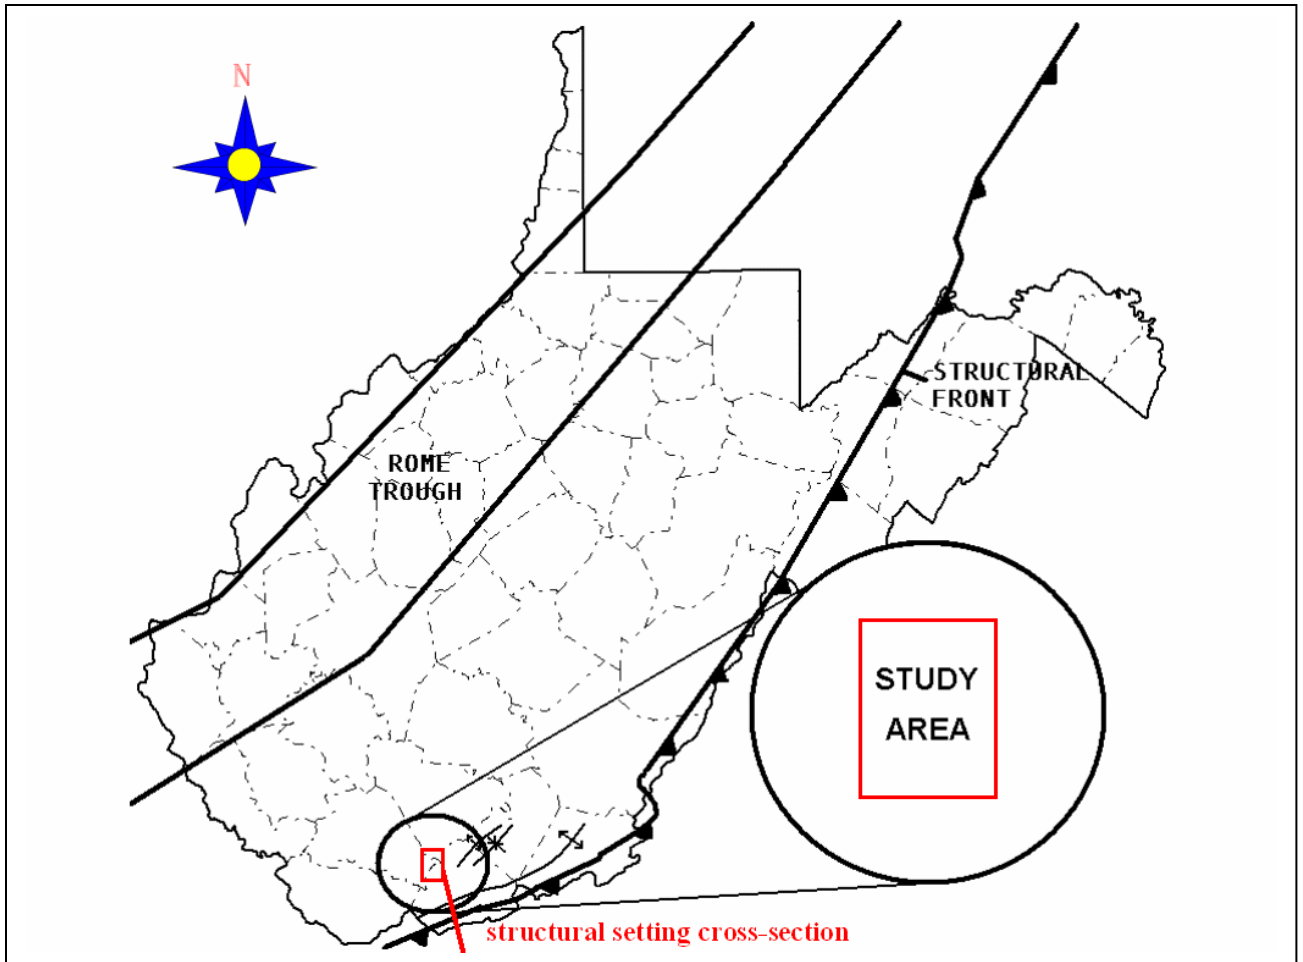 N
STRUCTURAL
FRONT
ROME
TROUGH
STUDY
AREA
structural setting cross-section